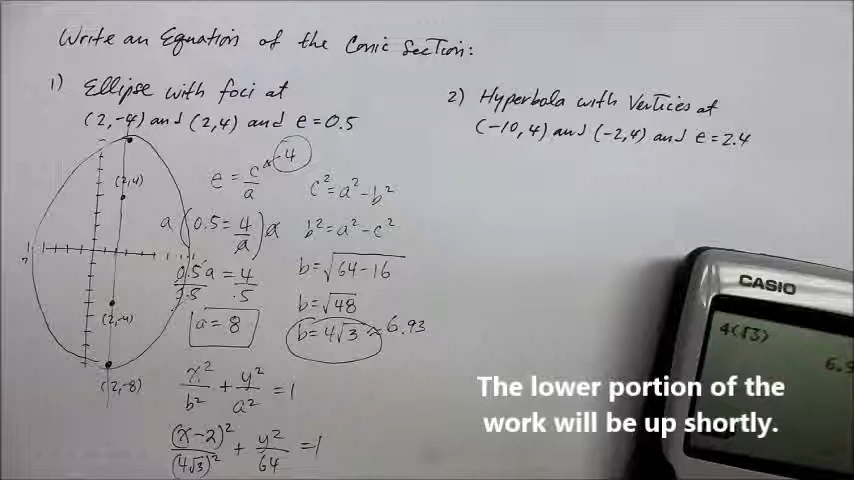 Write an Equation of the Conic Section:
1) Ellipse with foci at
(2,-4) and (2,4) and e=0.5
2) Hyperbola with Vertices at
(-10,4) and (-2,4) and e=2.4
(2,4)
(2,-4)
(2,-8)
e = c/a
4
a(0.5 = 4/a)a
0.5a/0.5 = 4/.5
a = 8
c² = a² - b²
b² = a² - c²
b = √64-16
b = √48
b = 4√3 ≈ 6.93
x²/b² + y²/a² = 1
(x-2)²/(4√3)² + y²/64 = 1
CASIO
4(√3)
The lower portion of the
work will be up shortly.